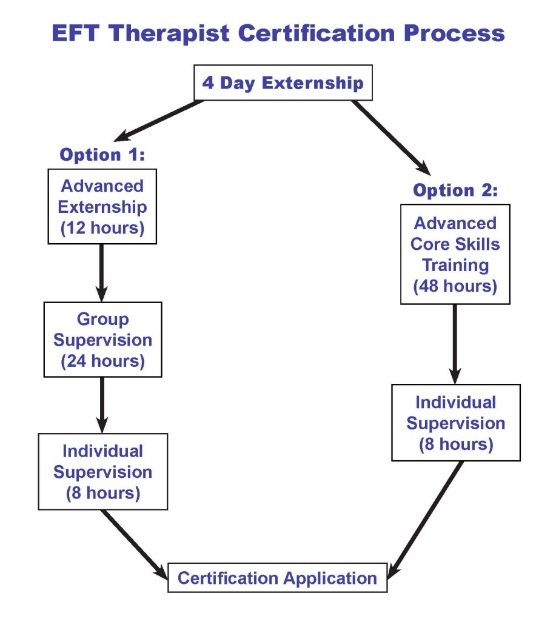 EFT Therapist Certification Process
4 Day Externship
Option 1:
Advanced
Externship
(12 hours)
Group
Supervision
(24 hours)
Individual
Supervision
(8 hours)
Option 2:
Advanced
Core Skills
Training
(48 hours)
Individual
Supervision
(8 hours)
Certification Application